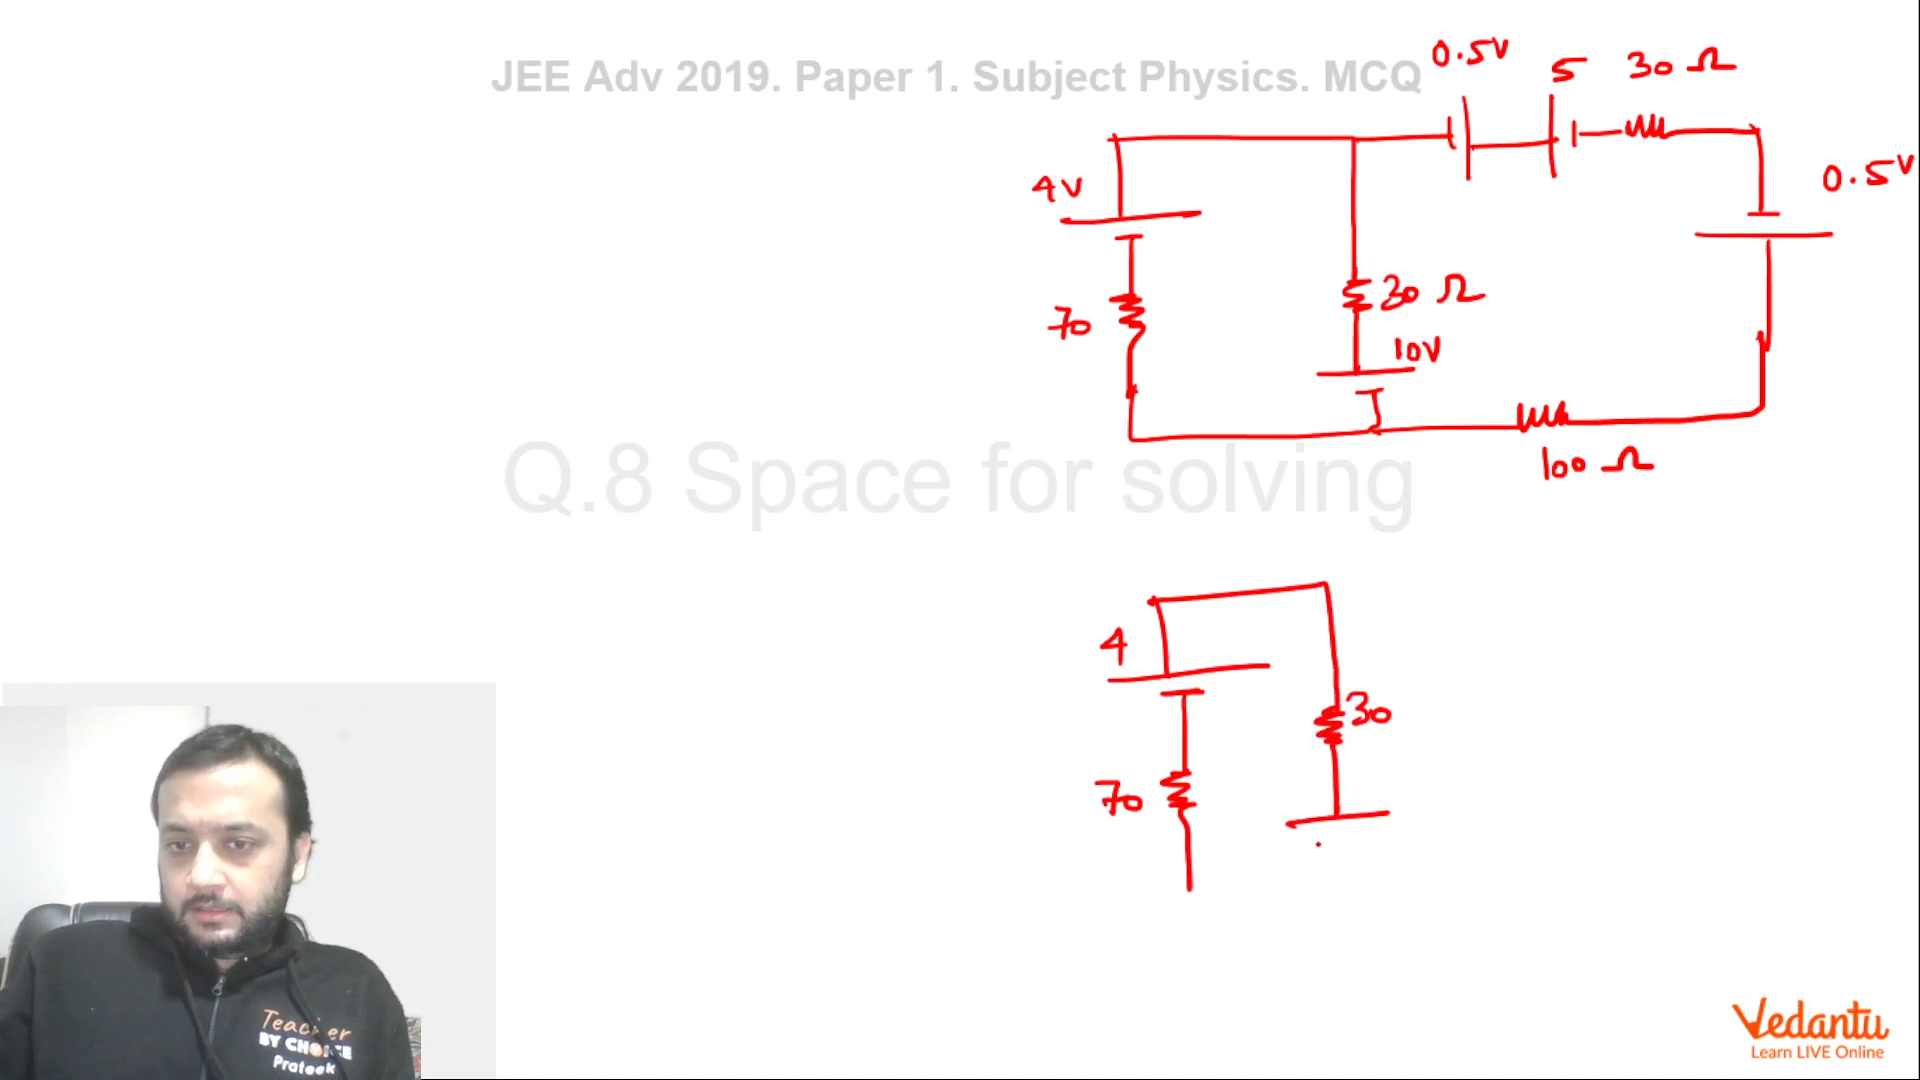 JEE Adv 2019. Paper 1. Subject Physics. MCQ
0.5V
5
30 Ω
4V
0.5V
70
30 Ω
10V
100 Ω
Q.8 Space for solving
4
30
70
Teacher
BY CHOICE
Prateek
Vedantu
Learn LIVE Online